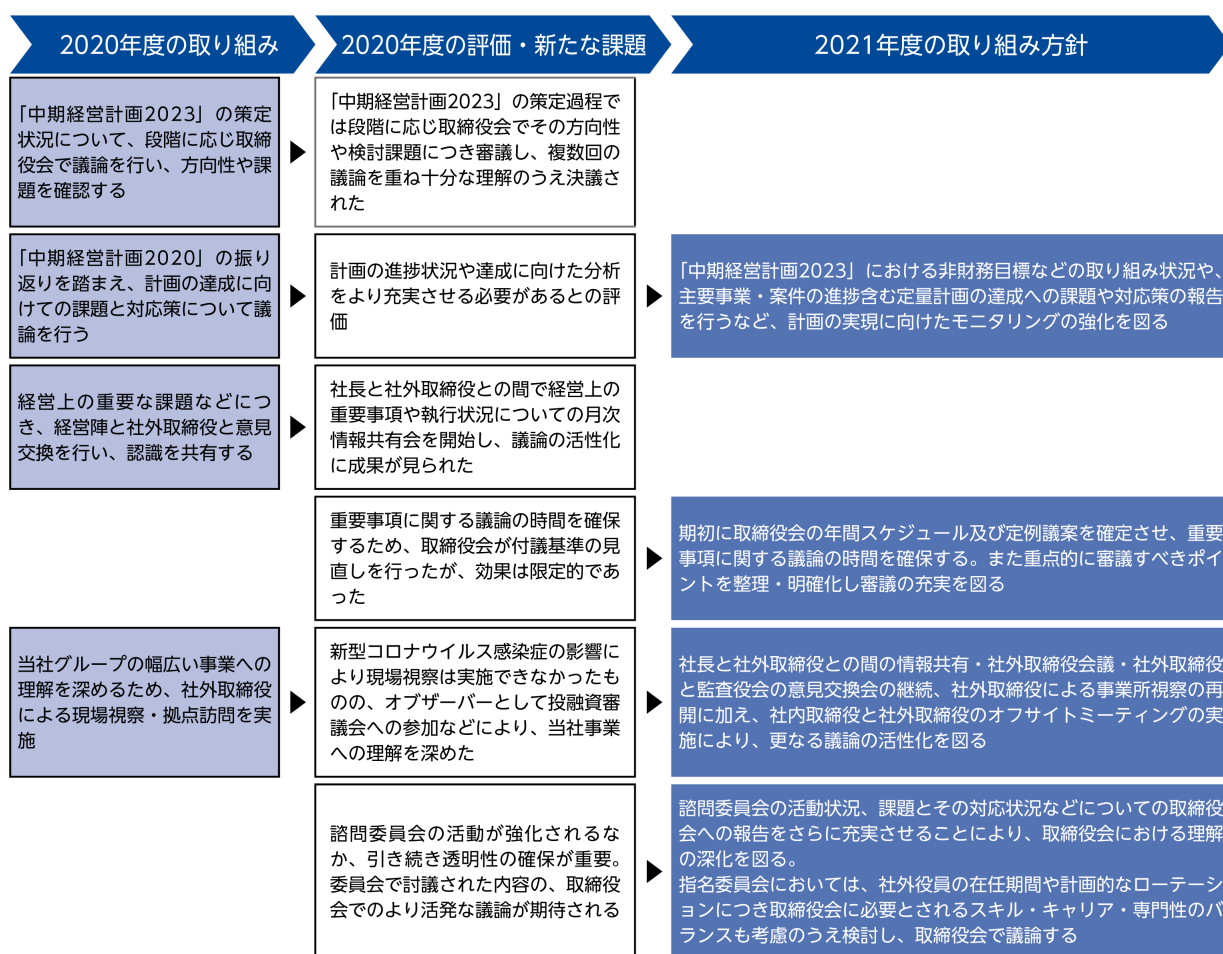 2020年度の取り組み
2020年度の評価・新たな課題
2021年度の取り組み方針
「中期経営計画2023」の策定
状況について、段階に応じ取締
役会で議論を行い、方向性や課
題を確認する
「中期経営計画2023」の策定過程で
は段階に応じ取締役会でその方向性
や検討課題につき審議し、複数回の
議論を重ね十分な理解のうえ決議さ
れた
「中期経営計画2020」の振り
返りを踏まえ、計画の達成に向
けての課題と対応策について議
論を行う
計画の進捗状況や達成に向けた分析
をより充実させる必要があるとの評
価
「中期経営計画2023」における非財務目標などの取り組み状況や、
主要事業・案件の進捗含む定量計画の達成への課題や対応策の報告
を行うなど、計画の実現に向けたモニタリングの強化を図る
経営上の重要な課題などにつ
き、経営陣と社外取締役と意見
交換を行い、認識を共有する
社長と社外取締役との間で経営上の
重要事項や執行状況についての月次
情報共有会を開始し、議論の活性化
に成果が見られた
重要事項に関する議論の時間を確保
するため、取締役会が付議基準の見
直しを行ったが、効果は限定的であ
った
期初に取締役会の年間スケジュール及び定例議案を確定させ、重要
事項に関する議論の時間を確保する。また重点的に審議すべきポイ
ントを整理・明確化し審議の充実を図る
当社グループの幅広い事業への
理解を深めるため、社外取締役
による現場視察・拠点訪問を実
施
新型コロナウイルス感染症の影響に
より現場視察は実施できなかったも
のの、オブザーバーとして投融資審
議会への参加などにより、当社事業
への理解を深めた
社長と社外取締役との間の情報共有・社外取締役会議・社外取締役
と監査役会の意見交換会の継続、社外取締役による事業所視察の再
開に加え、社内取締役と社外取締役のオフサイトミーティングの実
施により、更なる議論の活性化を図る
諮問委員会の活動が強化されるな
か、引き続き透明性の確保が重要。
委員会で討議された内容の、取締役
会でのより活発な議論が期待される
諮問委員会の活動状況、課題とその対応状況などについての取締役
会への報告をさらに充実させることにより、取締役会における理解
の深化を図る。
指名委員会においては、社外役員の在任期間や計画的なローテーシ
ョンにつき取締役会に必要とされるスキル・キャリア・専門性のバ
ランスも考慮のうえ検討し、取締役会で議論する